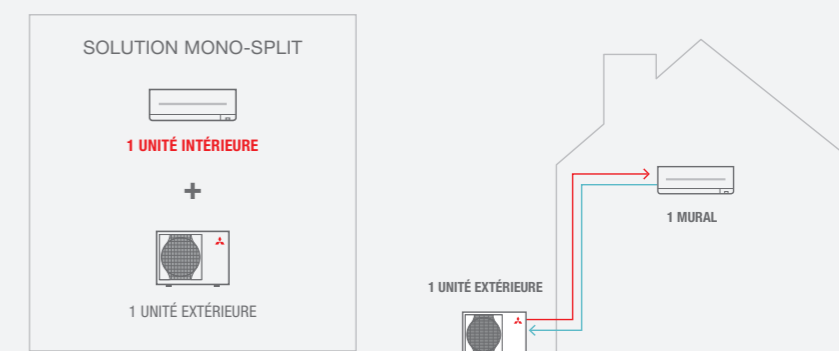 SOLUTION MONO-SPLIT
1 UNITÉ INTÉRIEURE
+
1 UNITÉ EXTÉRIEURE
1 MURAL
1 UNITÉ EXTÉRIEURE